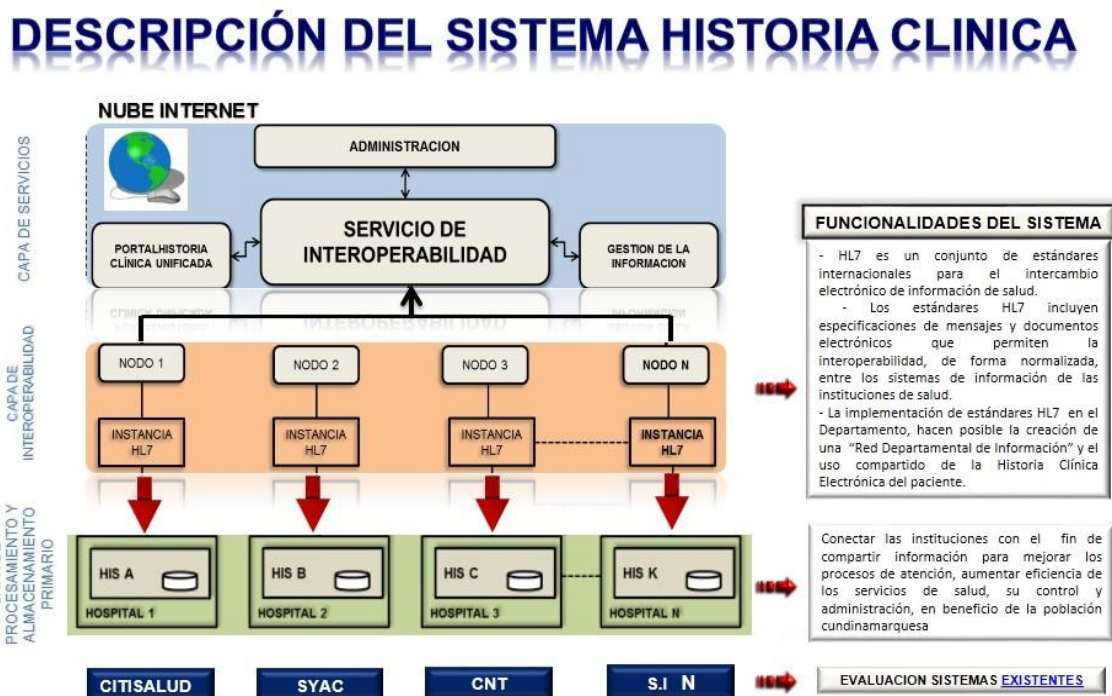 DESCRIPCIÓN DEL SISTEMA HISTORIA CLINICA
NUBE INTERNET
CAPA DE SERVICIOS
ADMINISTRACION
PORTALHISTORIA
CLÍNICA UNIFICADA
SERVICIO DE
INTEROPERABILIDAD
GESTION DE LA
INFORMACION
CAPA DE
INTEROPERABILIDAD
NODO 1
NODO 2
NODO 3
NODO N
INSTANCIA
HL7
INSTANCIA
HL7
INSTANCIA
HL7
INSTANCIA
HL7
PROCESAMIENTO Y
ALMACENAMIENTO
PRIMARIO
HIS A
HOSPITAL 1
HIS B
HOSPITAL 2
HIS C
HOSPITAL 3
HIS K
HOSPITAL N
CITISALUD
SYAC
CNT
S.I N
FUNCIONALIDADES DEL SISTEMA
- HL7 es un conjunto de estándares
internacionales para el intercambio
electrónico de información de salud.
- Los estándares HL7 incluyen
especificaciones de mensajes y documentos
electrónicos que permiten la
interoperabilidad, de forma normalizada,
entre los sistemas de información de las
instituciones de salud.
- La implementación de estándares HL7 en el
Departamento, hacen posible la creación de
una “Red Departamental de Información” y el
uso compartido de la Historia Clínica
Electrónica del paciente.
Conectar las instituciones con el fin de
compartir información para mejorar los
procesos de atención, aumentar eficiencia de
los servicios de salud, su control y
administración, en beneficio de la población
cundinamarquesa
EVALUACION SISTEMAS EXISTENTES